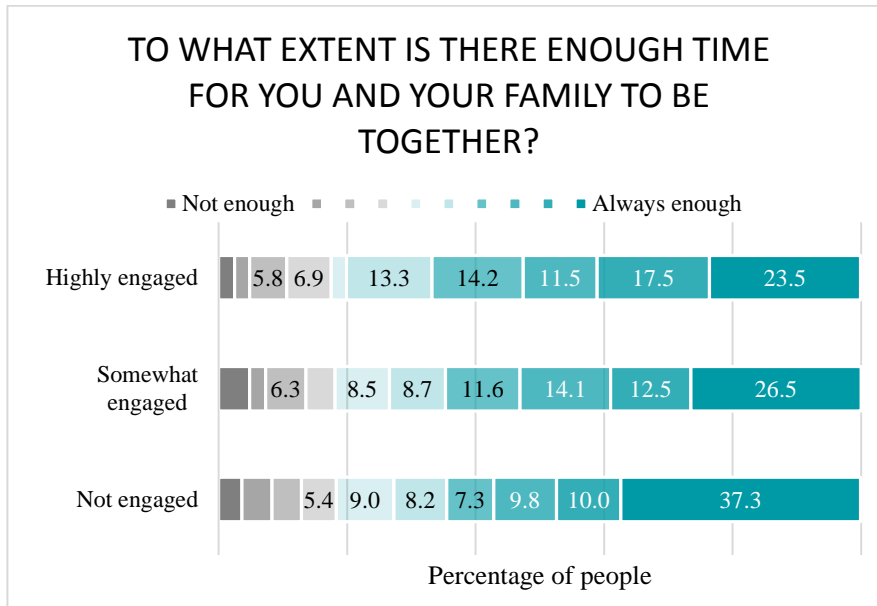 TO WHAT EXTENT IS THERE ENOUGH TIME
FOR YOU AND YOUR FAMILY TO BE
TOGETHER?
Not enough Always enough
Highly engaged 5.8 6.9 13.3 14.2 11.5 17.5 23.5
Somewhat
engaged 6.3 8.5 8.7 11.6 14.1 12.5 26.5
Not engaged 5.4 9.0 8.2 7.3 9.8 10.0 37.3
Percentage of people